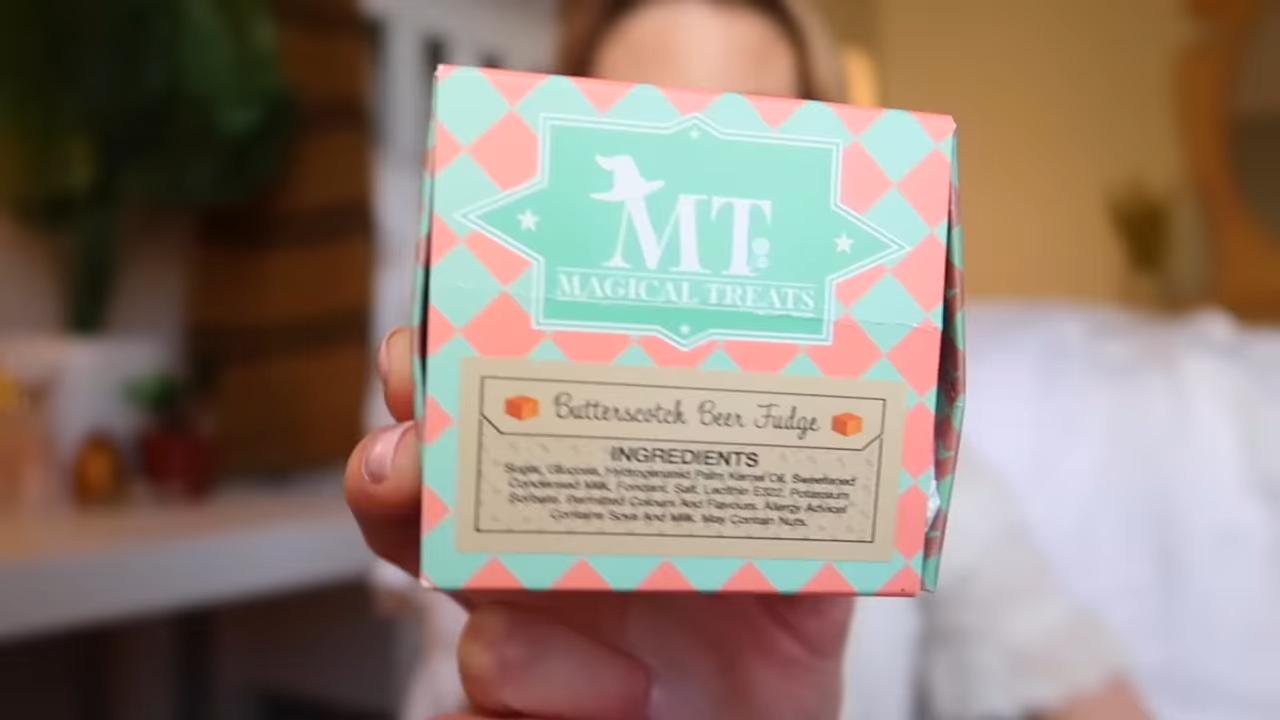 MT.
MAGICAL TREATS
Butterscotch Beer Fudge
INGREDIENTS
Sugar, Glucose, Hydrogenated Palm Kernel Oil, Sweetened
Condensed Milk, Fondant, Salt, Lecithin E322, Potassium
Sorbate, Permitted Colours And Flavours. Allergy Advice!
Contains Soya And Milk. May Contain Nuts.